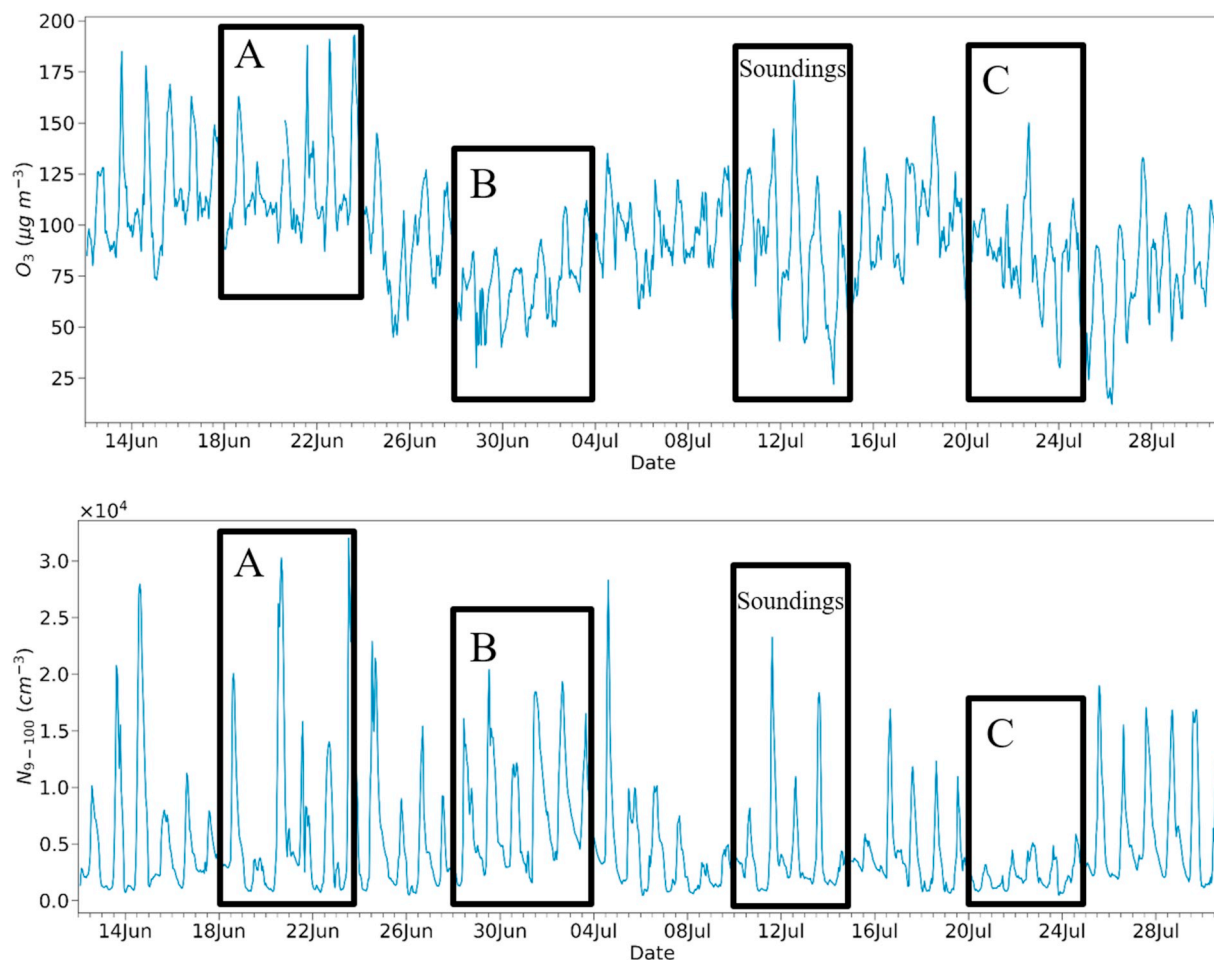 200
175
150
125
100
75
50
25
O₃ (μg m⁻³)
A
B
Soundings
C
14Jun 18Jun 22Jun 26Jun 30Jun 04Jul 08Jul 12Jul 16Jul 20Jul 24Jul 28Jul
Date
×10⁴
3.0
2.5
2.0
1.5
1.0
0.5
0.0
N₉₋₁₀₀ (cm⁻³)
A
B
Soundings
C
14Jun 18Jun 22Jun 26Jun 30Jun 04Jul 08Jul 12Jul 16Jul 20Jul 24Jul 28Jul
Date